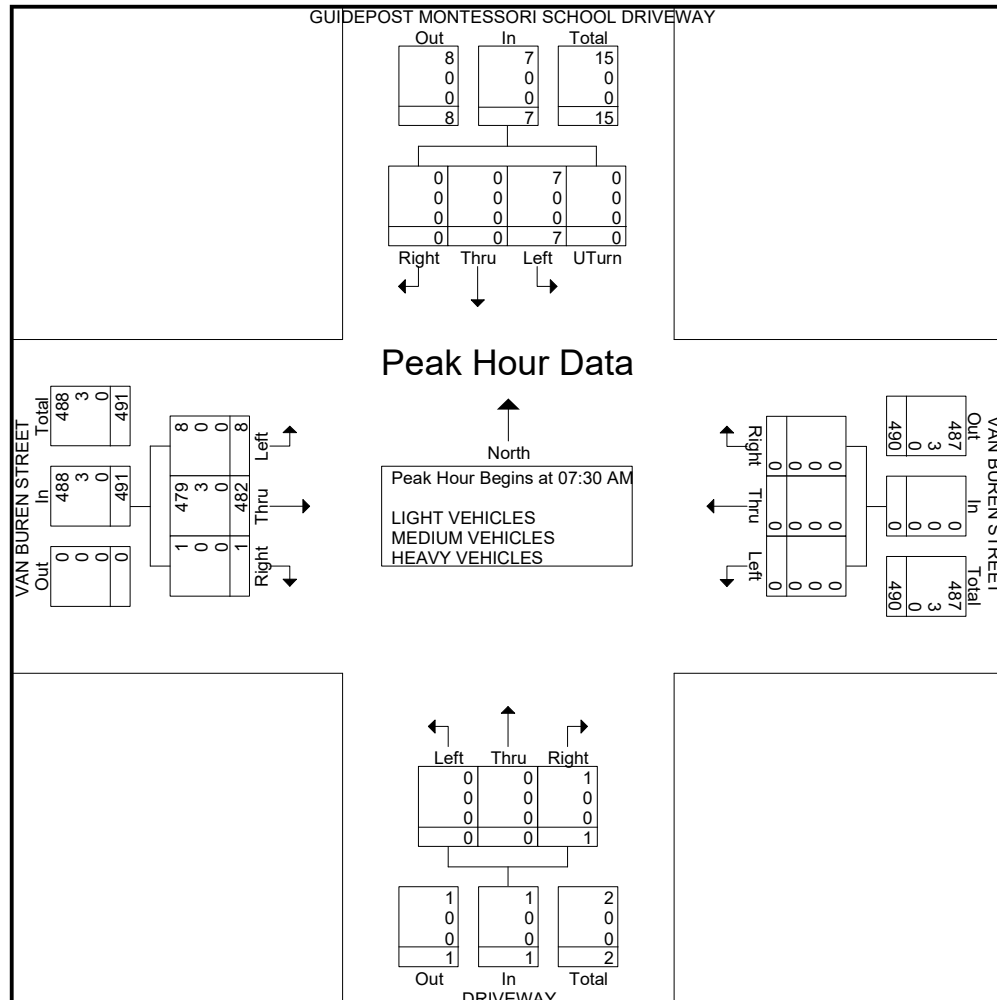 GUIDEPOST MONTESSORI SCHOOL DRIVEWAY
Out In Total
8 7 15
0 0 0
0 0 0
8 7 15
0 0 7 0
0 0 0 0
0 0 0 0
0 0 7 0
Right Thru Left UTurn
Peak Hour Data
North
Peak Hour Begins at 07:30 AM
LIGHT VEHICLES
MEDIUM VEHICLES
HEAVY VEHICLES
VAN BUREN STREET
Out In Total
0 488 488
0 3 3
0 0 0
0 491 491
1 479 8
0 3 0
0 0 0
1 482 8
Right Thru Left
VAN BUREN STREET
Out In Total
487 0 487
3 0 3
0 0 0
490 0 490
0 0 0
0 0 0
0 0 0
0 0 0
Right Thru Left
Left Thru Right
0 0 1
0 0 0
0 0 0
0 0 1
1 1 2
0 0 0
0 0 0
1 1 2
Out In Total
DRIVEWAY